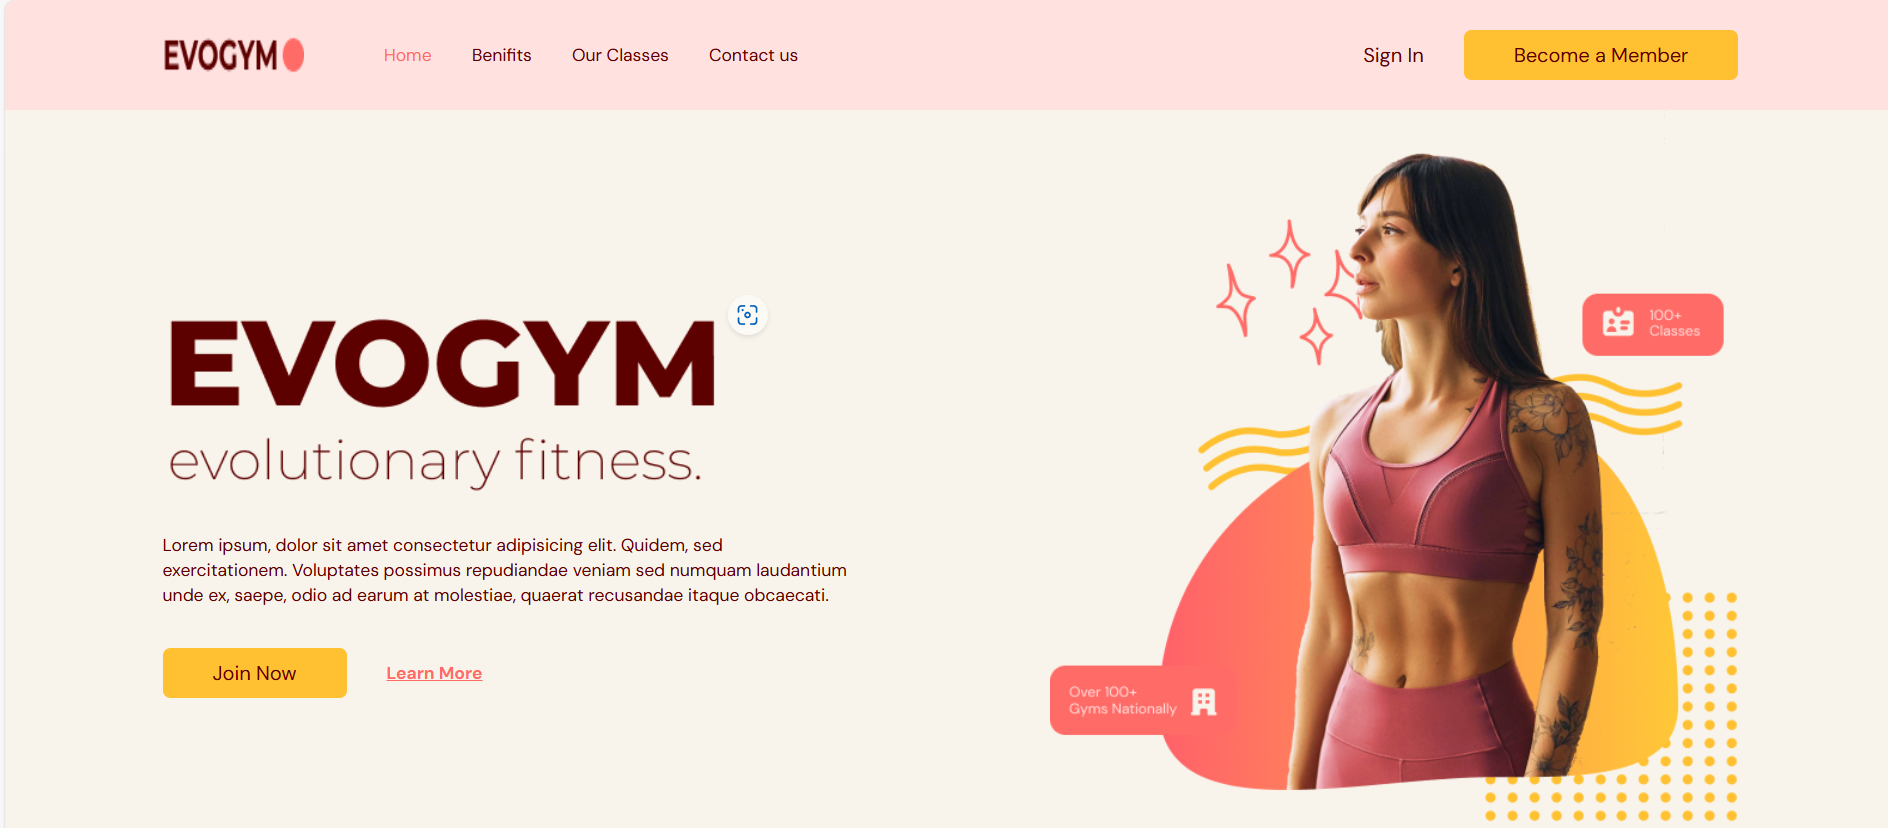 EVOGYM
Home
Benifits
Our Classes
Contact us
Sign In
Become a Member
EVOGYM
evolutionary fitness.
Lorem ipsum, dolor sit amet consectetur adipisicing elit. Quidem, sed
exercitationem. Voluptates possimus repudiandae veniam sed numquam laudantium
unde ex, saepe, odio ad earum at molestiae, quaerat recusandae itaque obcaecati.
Join Now
Learn More
100+
Classes
Over 100+
Gyms Nationally